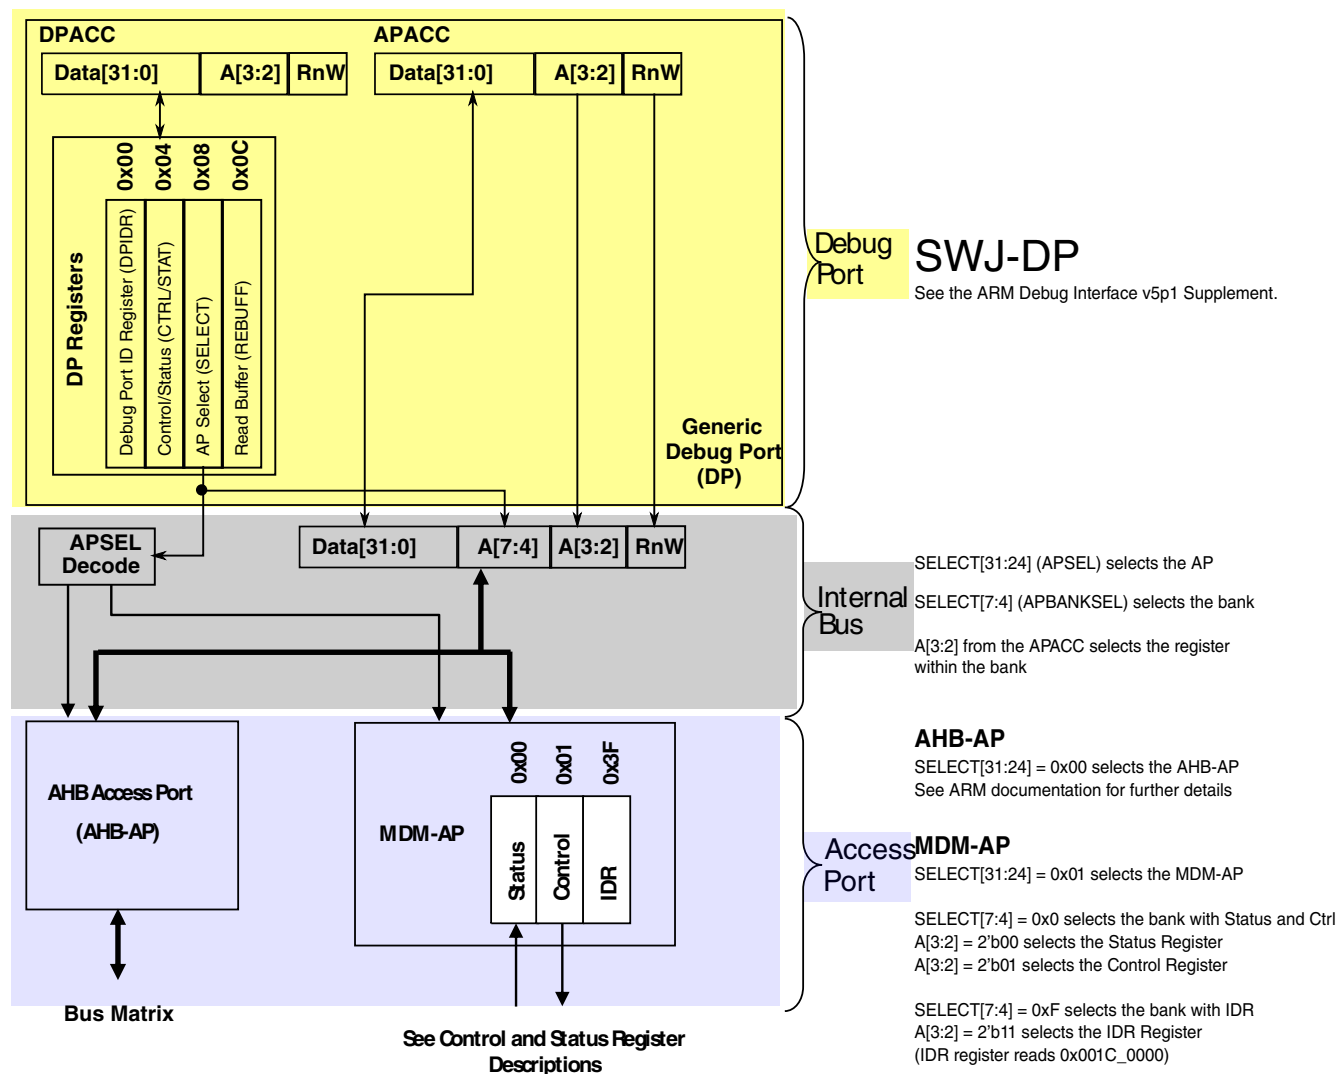 DPACC
APACC
Data[31:0] A[3:2] RnW
Data[31:0] A[3:2] RnW
0x00
0x04
0x08
0x0C
DP Registers
Debug Port ID Register (DPIDR)
Control/Status (CTRL/STAT)
AP Select (SELECT)
Read Buffer (REBUFF)
Generic
Debug Port
(DP)
Debug
Port
SWJ-DP
See the ARM Debug Interface v5p1 Supplement.
APSEL
Decode
Data[31:0] A[7:4] A[3:2] RnW
Internal
Bus
SELECT[31:24] (APSEL) selects the AP
SELECT[7:4] (APBANKSEL) selects the bank
A[3:2] from the APACC selects the register
within the bank
AHB Access Port
(AHB-AP)
Bus Matrix
MDM-AP
0x00
0x01
0x3F
Status
Control
IDR
See Control and Status Register
Descriptions
Access
Port
AHB-AP
SELECT[31:24] = 0x00 selects the AHB-AP
See ARM documentation for further details
MDM-AP
SELECT[31:24] = 0x01 selects the MDM-AP
SELECT[7:4] = 0x0 selects the bank with Status and Ctrl
A[3:2] = 2'b00 selects the Status Register
A[3:2] = 2'b01 selects the Control Register
SELECT[7:4] = 0xF selects the bank with IDR
A[3:2] = 2'b11 selects the IDR Register
(IDR register reads 0x001C_0000)